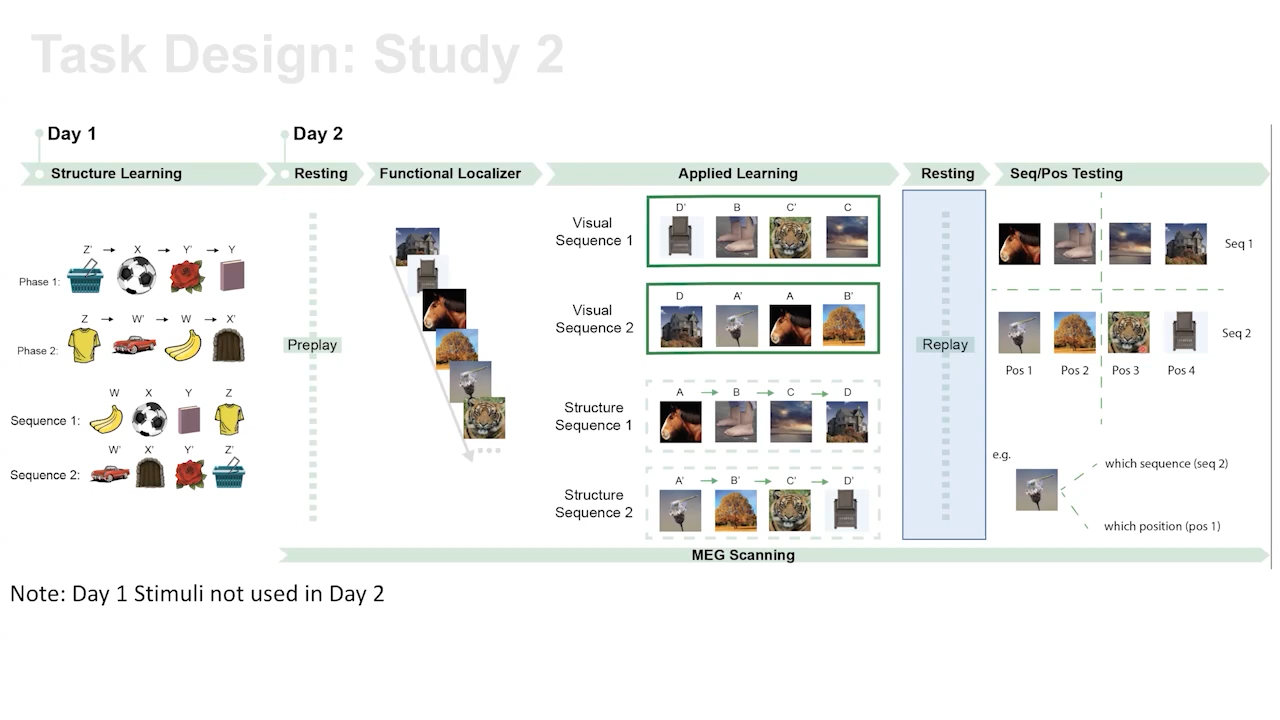 Task Design: Study 2
Day 1
Day 2
Structure Learning
Resting
Functional Localizer
Applied Learning
Resting
Seq/Pos Testing
Z' → X → Y' → Y
Phase 1:
Z → W' → W → X'
Phase 2:
W X Y Z
Sequence 1:
W' X' Y' Z'
Sequence 2:
Preplay
Visual
Sequence 1
D' B C' C
Visual
Sequence 2
D A' A B'
Structure
Sequence 1
A → B → C → D
Structure
Sequence 2
A' → B' → C' → D'
Replay
Seq 1
Seq 2
Pos 1 Pos 2 Pos 3 Pos 4
e.g.
which sequence (seq 2)
which position (pos 1)
MEG Scanning
Note: Day 1 Stimuli not used in Day 2